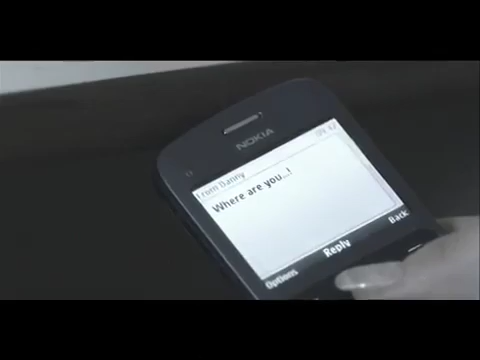 NOKIA
From Danny
Where are you...!
Options
Reply
Back